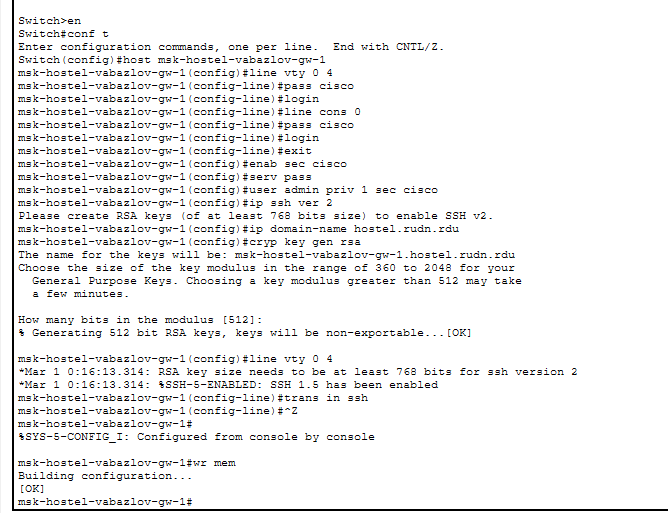 Switch>en
Switch#conf t
Enter configuration commands, one per line.  End with CNTL/Z.
Switch(config)#host msk-hostel-vabazlov-gw-1
msk-hostel-vabazlov-gw-1(config)#line vty 0 4
msk-hostel-vabazlov-gw-1(config-line)#pass cisco
msk-hostel-vabazlov-gw-1(config-line)#login
msk-hostel-vabazlov-gw-1(config-line)#line cons 0
msk-hostel-vabazlov-gw-1(config-line)#pass cisco
msk-hostel-vabazlov-gw-1(config-line)#login
msk-hostel-vabazlov-gw-1(config-line)#exit
msk-hostel-vabazlov-gw-1(config)#enab sec cisco
msk-hostel-vabazlov-gw-1(config)#serv pass
msk-hostel-vabazlov-gw-1(config)#user admin priv 1 sec cisco
msk-hostel-vabazlov-gw-1(config)#ip ssh ver 2
Please create RSA keys (of at least 768 bits size) to enable SSH v2.
msk-hostel-vabazlov-gw-1(config)#ip domain-name hostel.rudn.rdu
msk-hostel-vabazlov-gw-1(config)#cryp key gen rsa
The name for the keys will be: msk-hostel-vabazlov-gw-1.hostel.rudn.rdu
Choose the size of the key modulus in the range of 360 to 2048 for your
  General Purpose Keys. Choosing a key modulus greater than 512 may take
  a few minutes.

How many bits in the modulus [512]:
% Generating 512 bit RSA keys, keys will be non-exportable...[OK]

msk-hostel-vabazlov-gw-1(config)#line vty 0 4
*Mar 1 0:16:13.314: RSA key size needs to be at least 768 bits for ssh version 2
*Mar 1 0:16:13.314: %SSH-5-ENABLED: SSH 1.5 has been enabled
msk-hostel-vabazlov-gw-1(config-line)#trans in ssh
msk-hostel-vabazlov-gw-1(config-line)#^Z
msk-hostel-vabazlov-gw-1#
%SYS-5-CONFIG_I: Configured from console by console

msk-hostel-vabazlov-gw-1#wr mem
Building configuration...
[OK]
msk-hostel-vabazlov-gw-1#